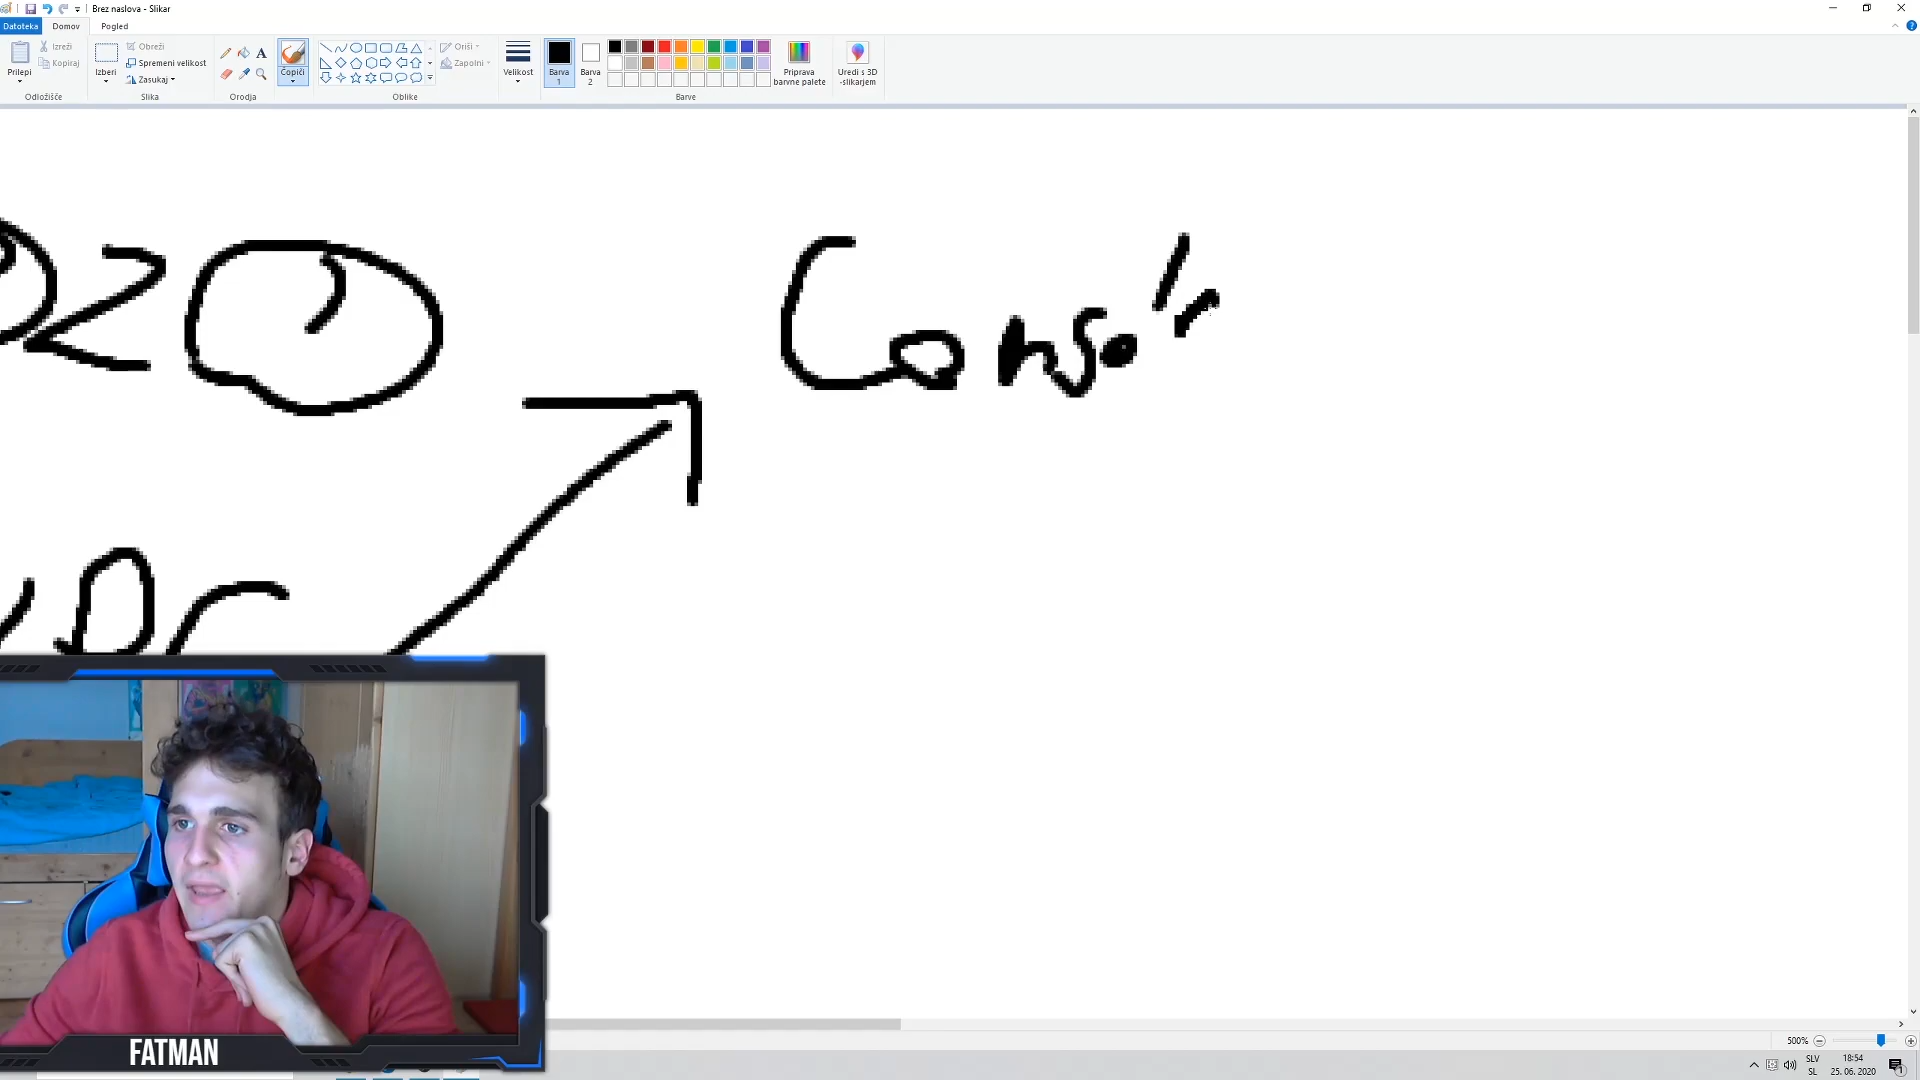 Brez naslova - Slikar
Datoteka Domov Pogled
Prilepi
Izreži
Kopiraj
Odložišče
Izberi
Obreži
Spremeni velikost
Zasukaj
Slika
Orodja
Čopiči
Oriši
Zapolni
Oblike
Velikost
Barva 1
Barva 2
Priprava barvne palete
Barve
Uredi s 3D -slikarjem
Conso
or
FATMAN
500%
SLV
SL
18:54
25. 06. 2020